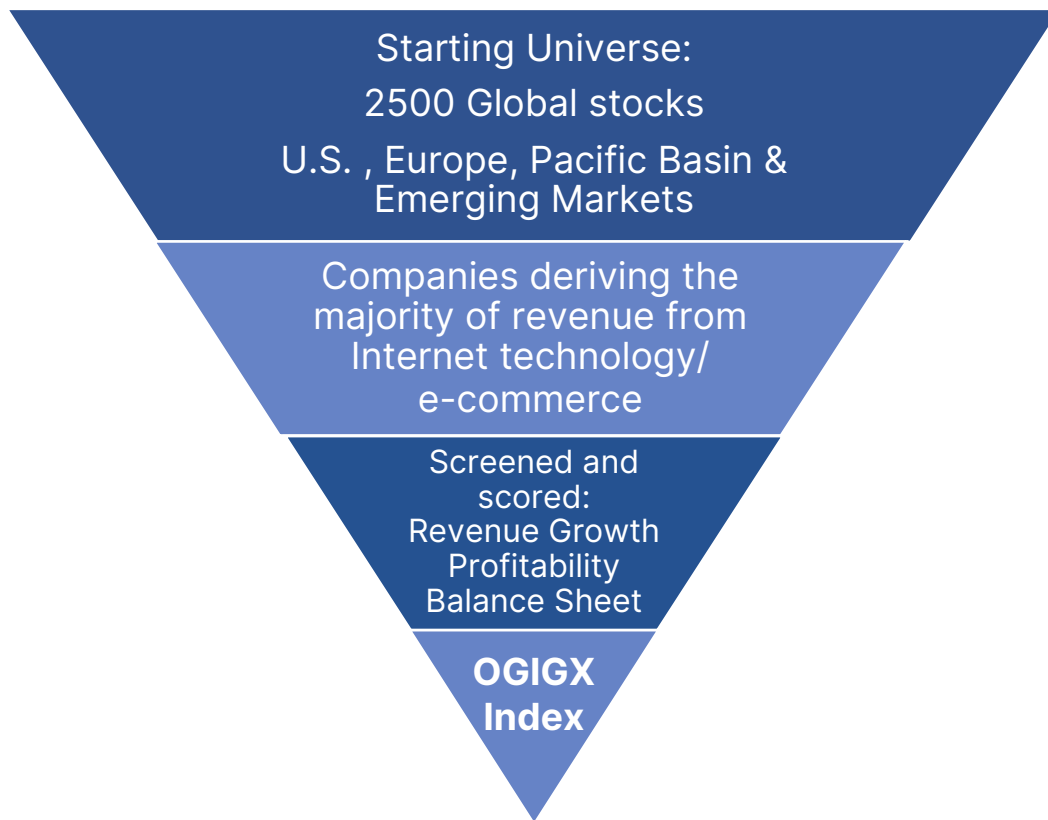 Starting Universe:
2500 Global stocks
U.S. , Europe, Pacific Basin &
Emerging Markets
Companies deriving the
majority of revenue from
Internet technology/
e-commerce
Screened and
scored:
Revenue Growth
Profitability
Balance Sheet
OGIGX
Index